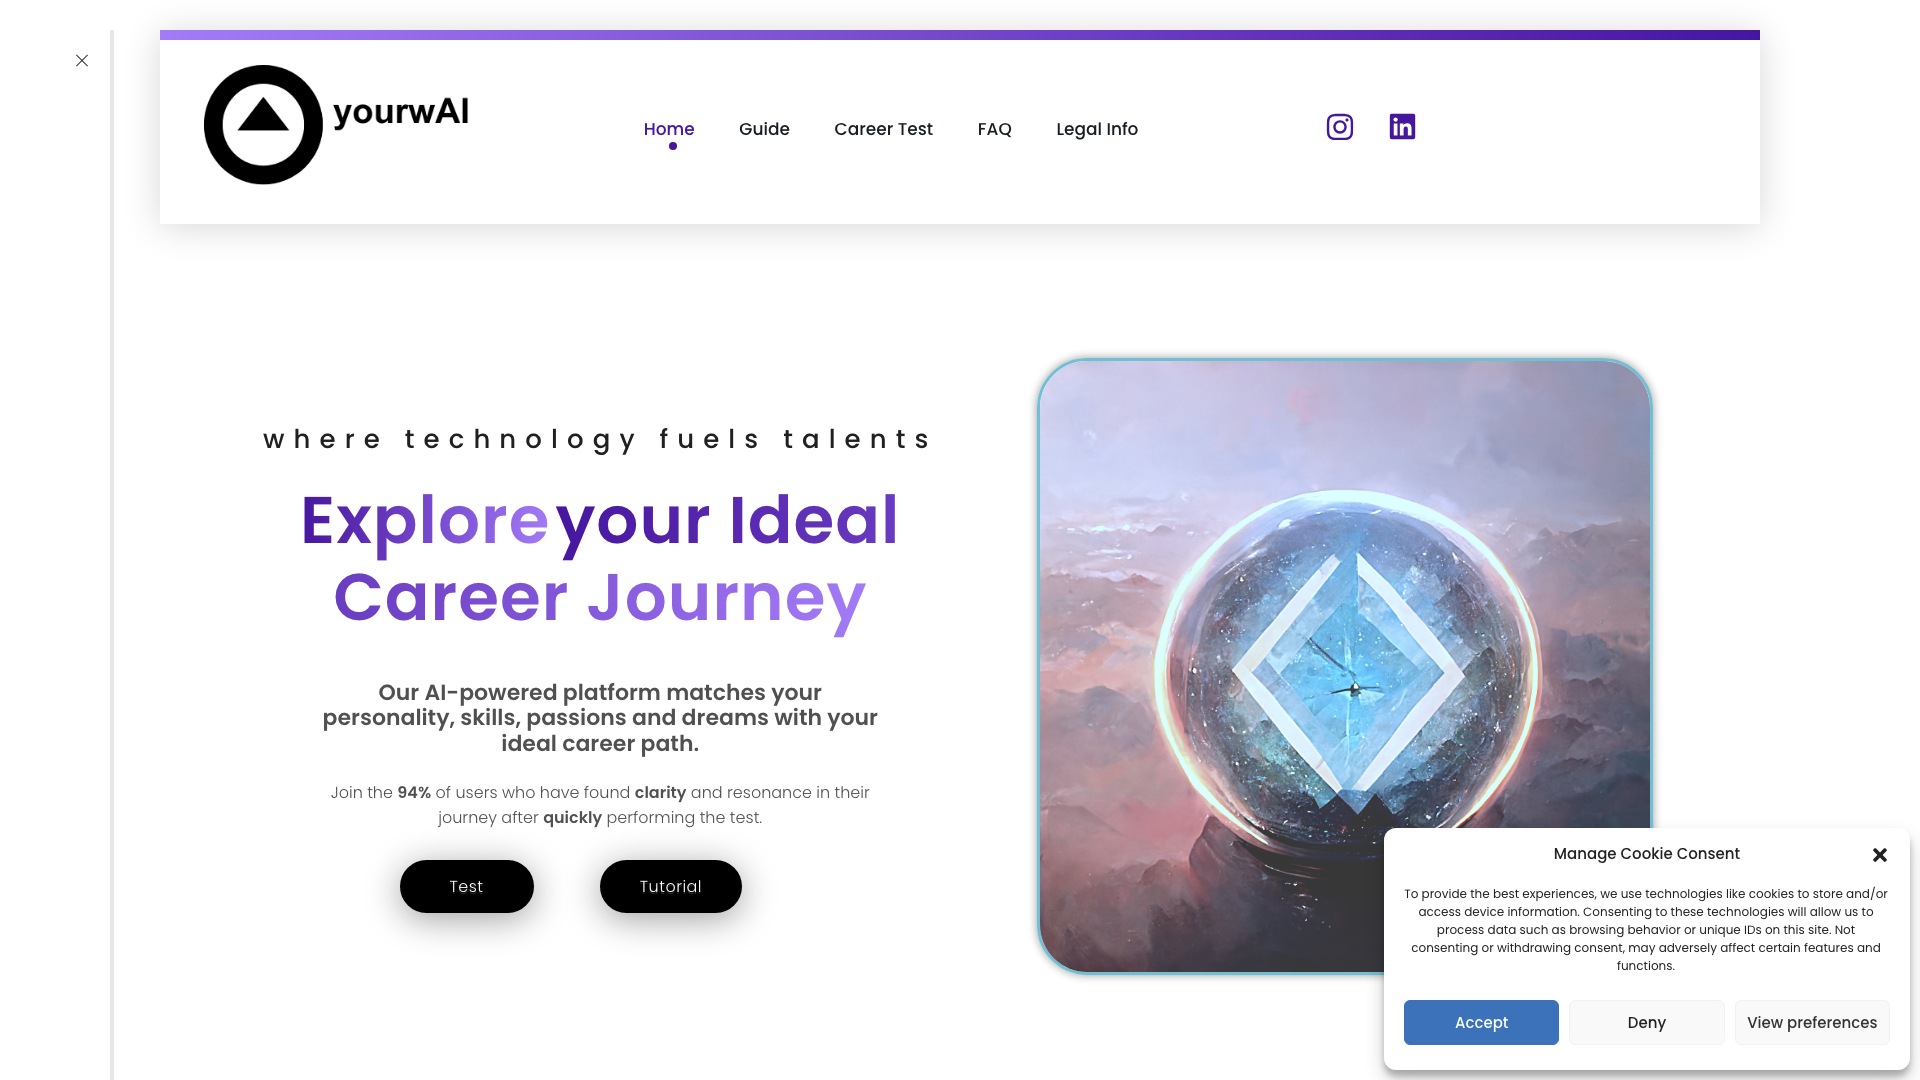 yourwAI
Home
Guide
Career Test
FAQ
Legal Info
where technology fuels talents
Explore your Ideal
Career Journey
Our AI-powered platform matches your
personality, skills, passions and dreams with your
ideal career path.
Join the 94% of users who have found clarity and resonance in their
journey after quickly performing the test.
Test
Tutorial
Manage Cookie Consent
To provide the best experiences, we use technologies like cookies to store and/or
access device information. Consenting to these technologies will allow us to
process data such as browsing behavior or unique IDs on this site. Not
consenting or withdrawing consent, may adversely affect certain features and
functions.
Accept
Deny
View preferences